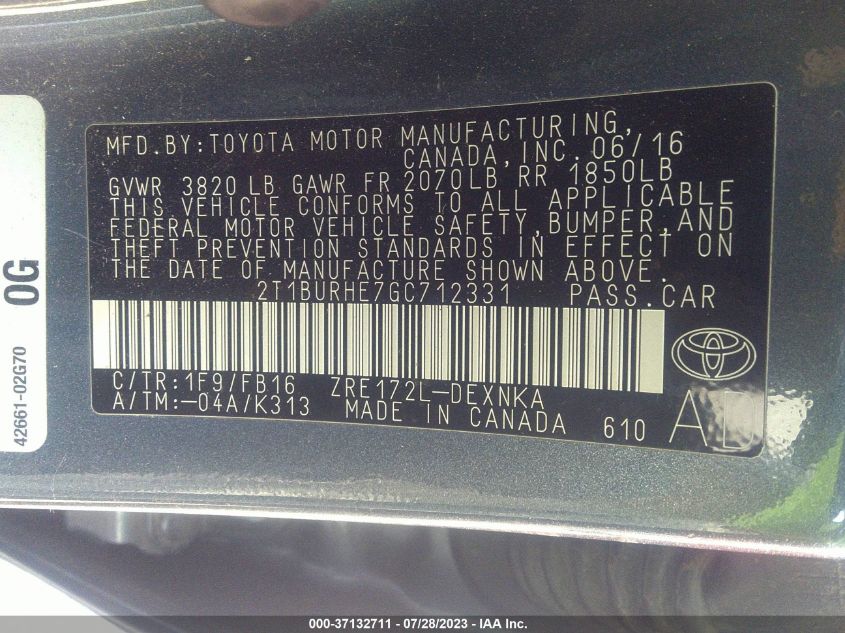 MFD.BY:TOYOTA MOTOR MANUFACTURING,
CANADA,INC. 06/16
GVWR 3820 LB GAWR FR 2070LB RR 1850LB
THIS VEHICLE CONFORMS TO ALL APPLICABLE
FEDERAL MOTOR VEHICLE SAFETY,BUMPER,AND
THEFT PREVENTION STANDARDS IN EFFECT ON
THE DATE OF MANUFACTURE SHOWN ABOVE.
2T1BURHE7GC712331 PASS.CAR
C/TR:1F9/FB16 ZRE172L-DEXNKA
A/TM:-04A/K313 MADE IN CANADA 610
AD
0G
42661-02G70
000-37132711 - 07/28/2023 - IAA Inc.